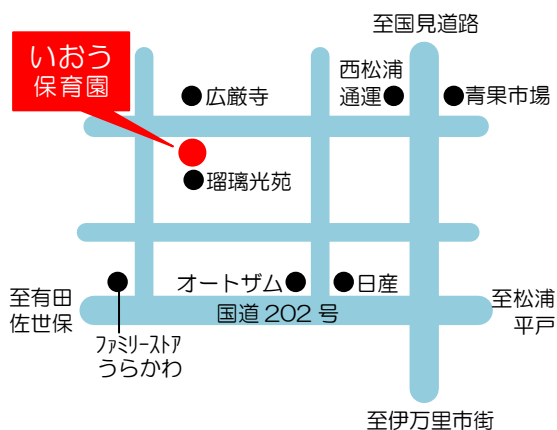 至国見道路
いおう
保育園
広厳寺
西松浦
通運
青果市場
瑠璃光苑
オートザム
日産
至有田
佐世保
国道202号
至松浦
平戸
ファミリーストア
うらかわ
至伊万里市街